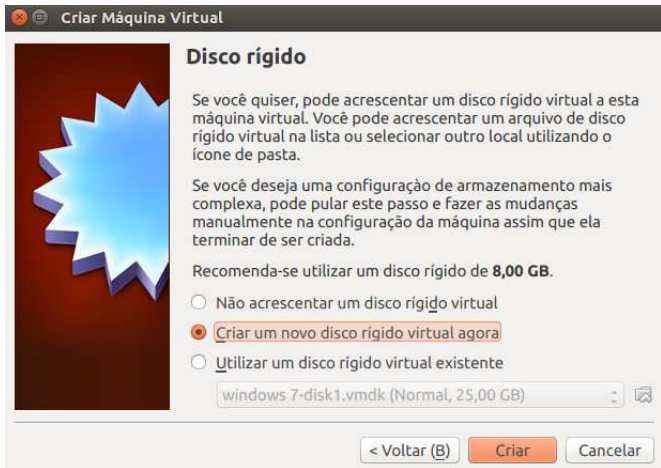 Criar Máquina Virtual
Disco rígido
Se você quiser, pode acrescentar um disco rígido virtual a esta
máquina virtual. Você pode acrescentar um arquivo de disco
rígido virtual na lista ou selecionar outro local utilizando o
ícone de pasta.
Se você deseja uma configuraçào de armazenamento mais
complexa, pode pular este passo e fazer as mudanças
manualmente na configuração da máquina assim que ela
terminar de ser criada.
Recomenda-se utilizar um disco rígido de 8,00 GB.
Não acrescentar um disco rígido virtual
Criar um novo disco rígido virtual agora
Utilizar um disco rígido virtual existente
windows 7-disk1.vmdk (Normal, 25,00 GB)
< Voltar (B) Criar Cancelar